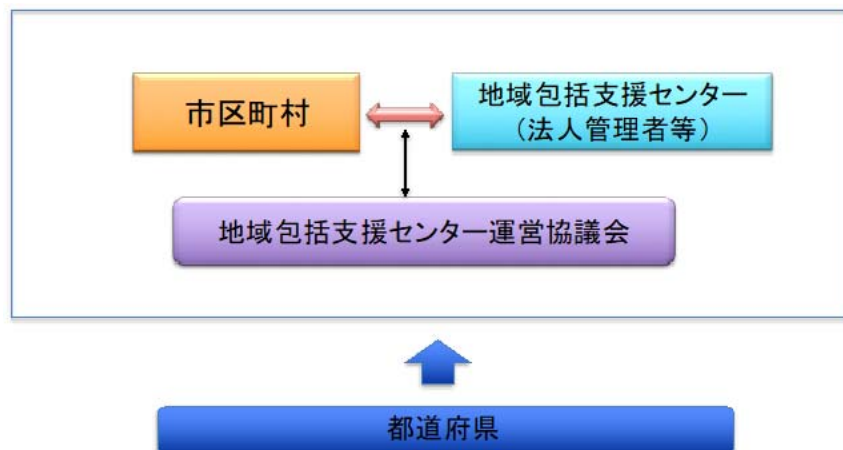 市区町村
地域包括支援センター
（法人管理者等）
地域包括支援センター運営協議会
都道府県